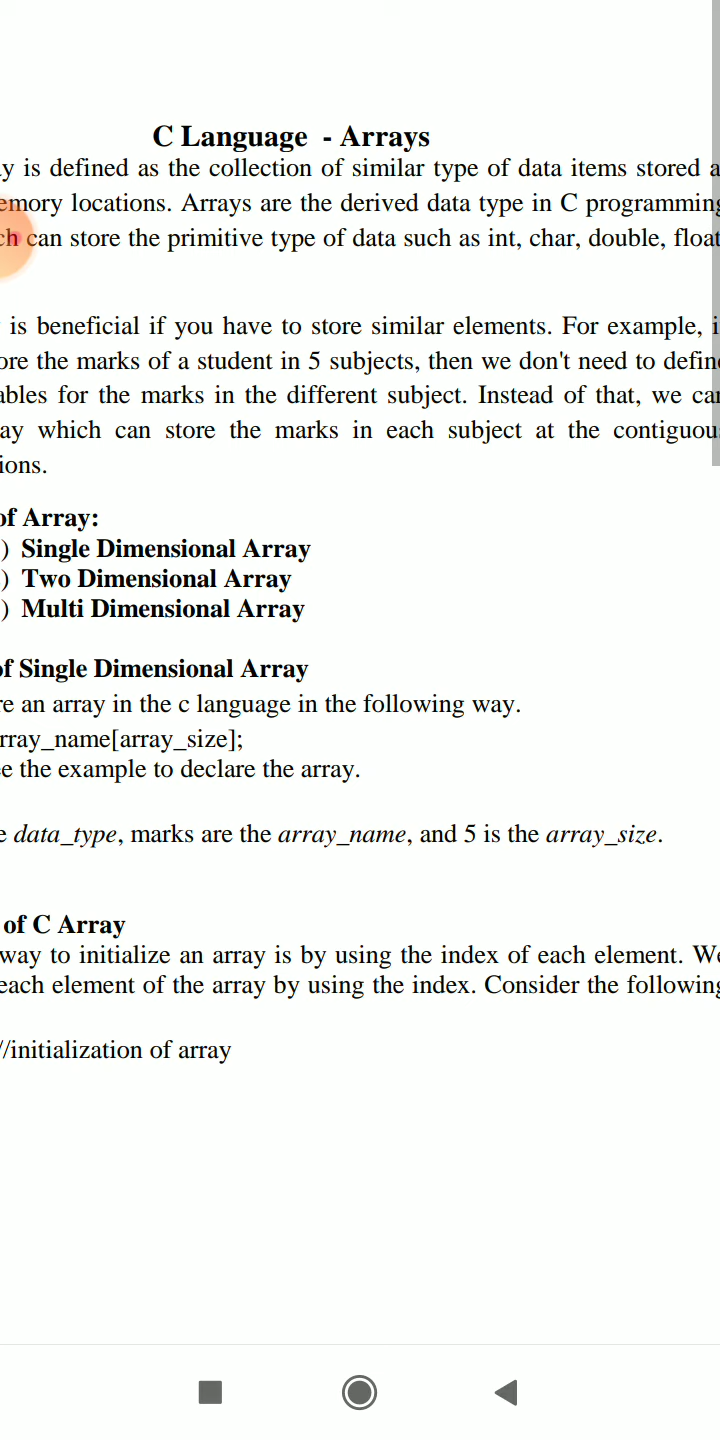 C Language - Arrays
y is defined as the collection of similar type of data items stored a
emory locations. Arrays are the derived data type in C programming
ch can store the primitive type of data such as int, char, double, float
is beneficial if you have to store similar elements. For example, i
ore the marks of a student in 5 subjects, then we don't need to define
ables for the marks in the different subject. Instead of that, we can
ay which can store the marks in each subject at the contiguous
ions.
of Array:
) Single Dimensional Array
) Two Dimensional Array
) Multi Dimensional Array
of Single Dimensional Array
re an array in the c language in the following way.
rray_name[array_size];
e the example to declare the array.
e data_type, marks are the array_name, and 5 is the array_size.
of C Array
way to initialize an array is by using the index of each element. We
each element of the array by using the index. Consider the following
//initialization of array